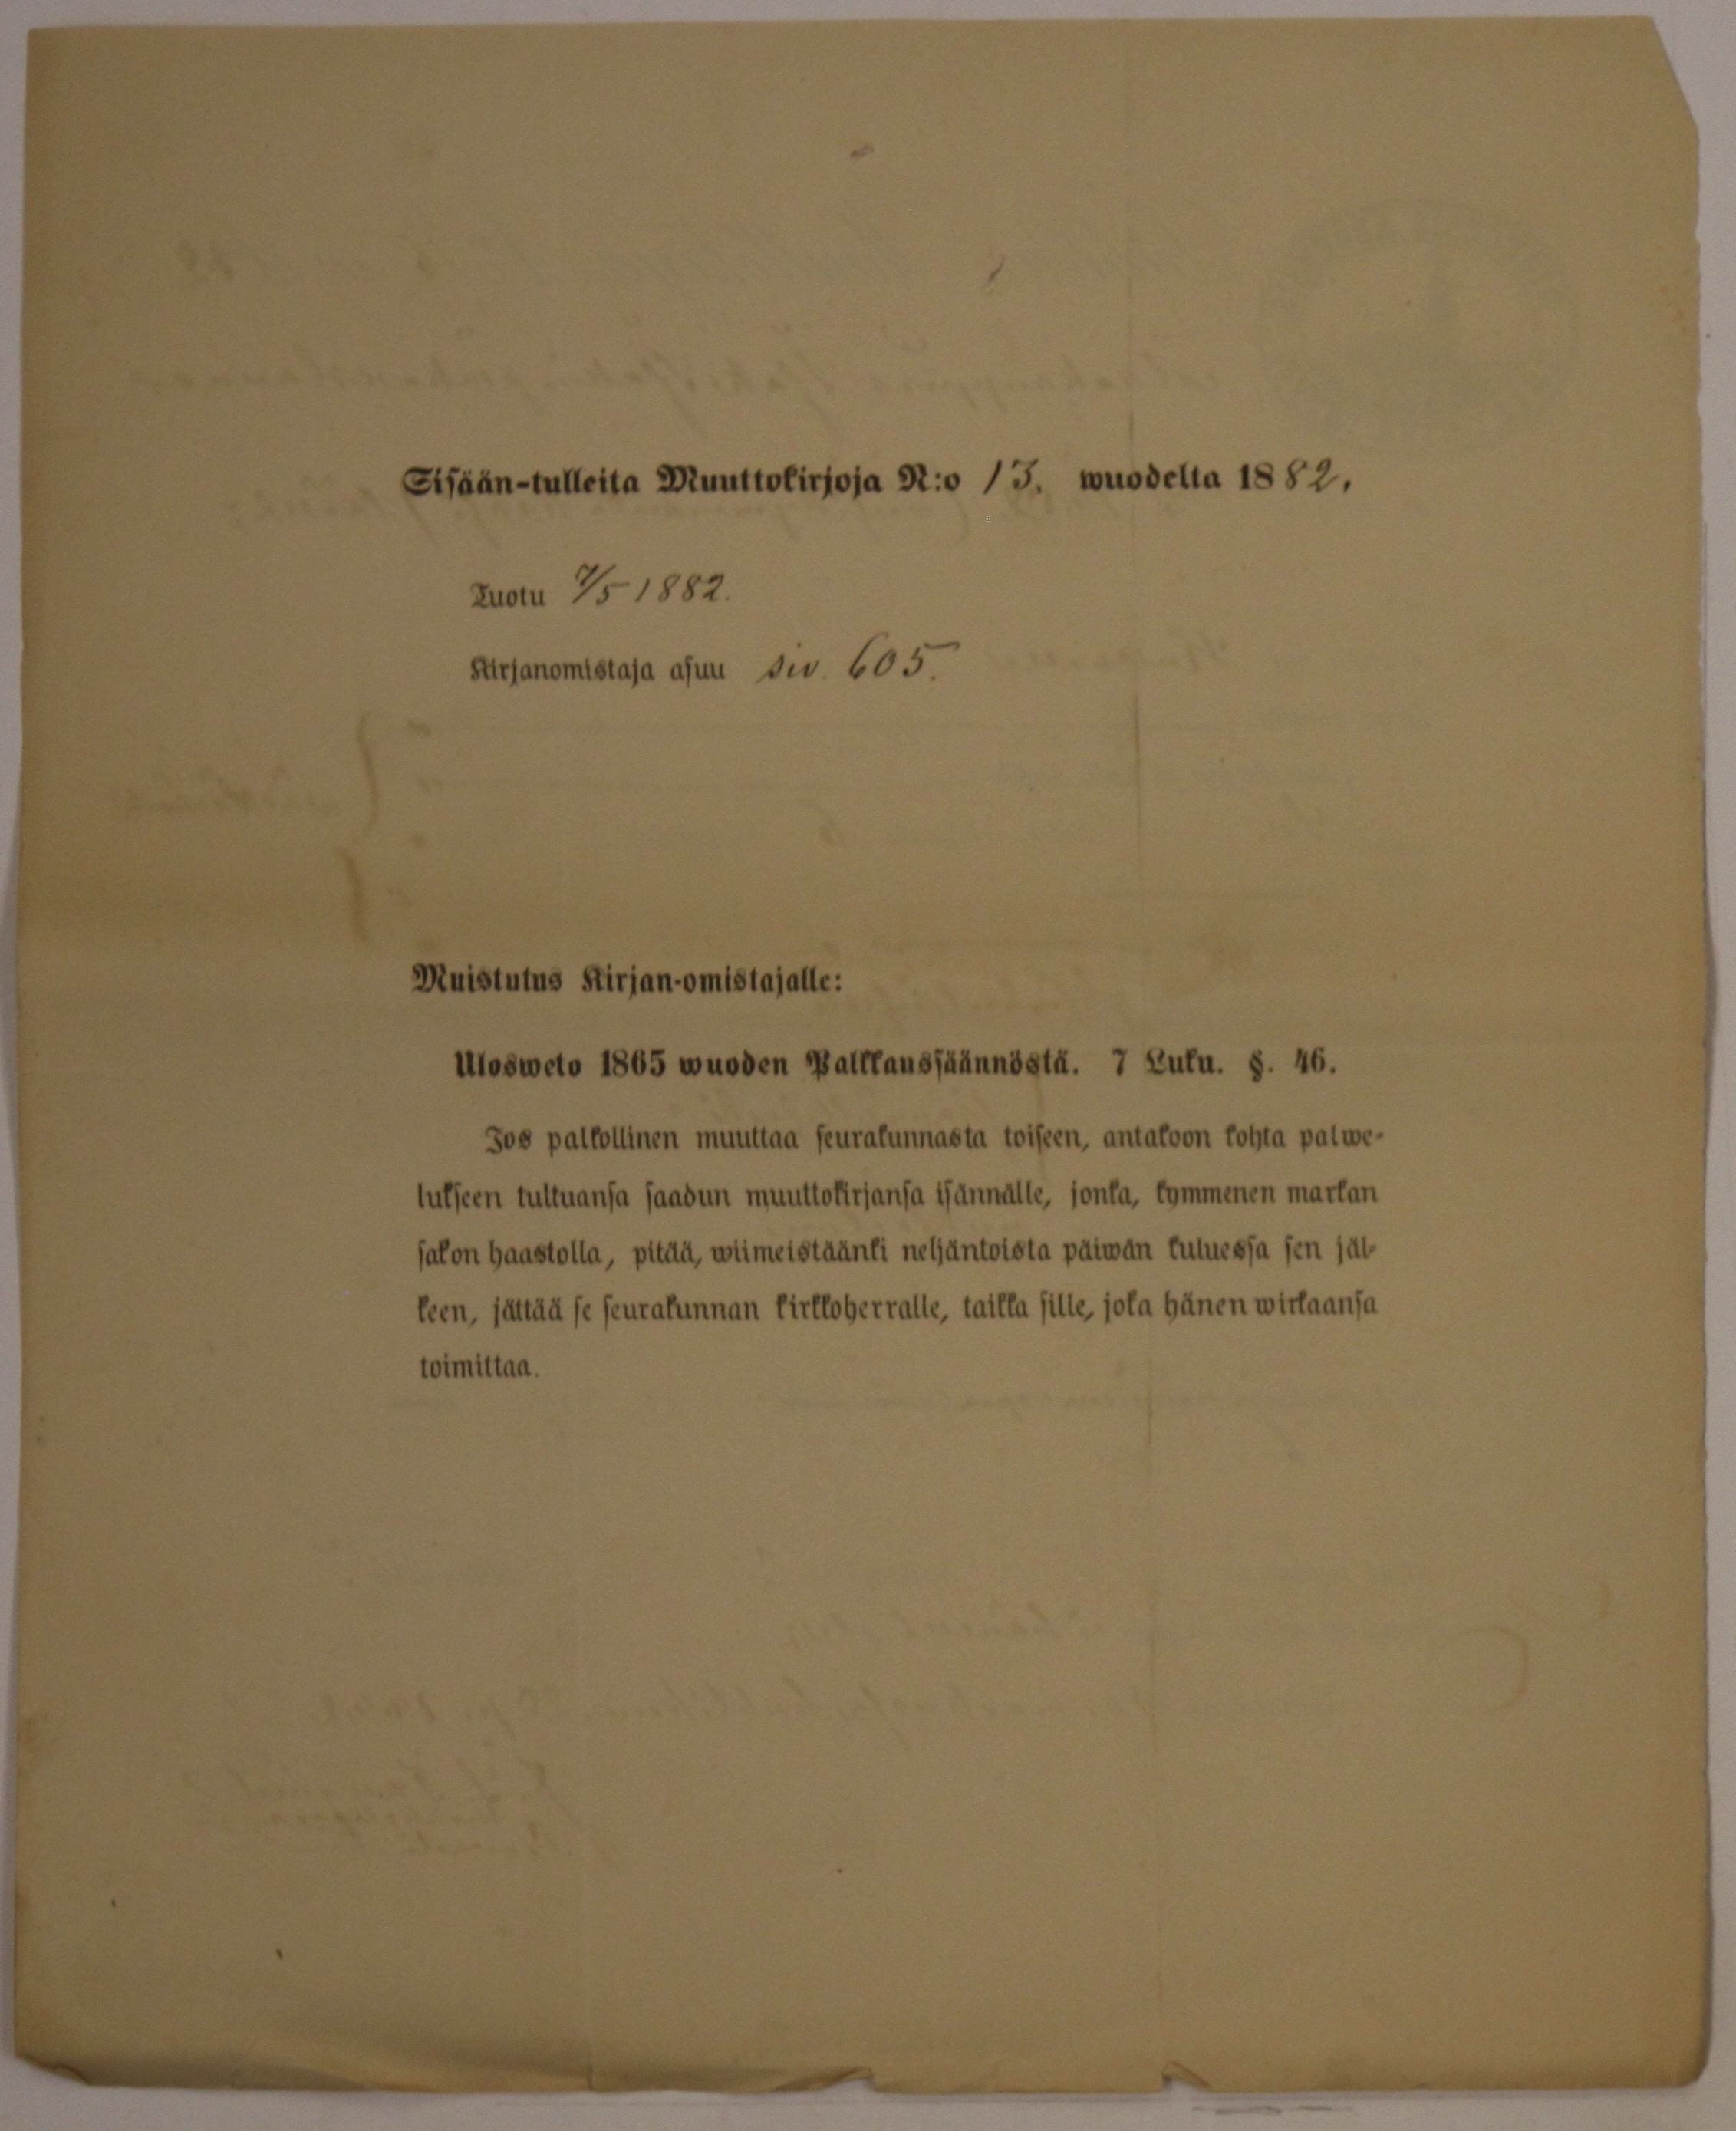 Sisään-tulleita Muuttokirjoja N:o 13. wuodelta 1882.
Tuotu 7/5 1882.
Kirjanomistaja asuu siv. 605.
Muistutus Kirjan-omistajalle:
Ulosweto 1865 wuoden Palkkaussäännöstä. 7 Luku. §. 46.
Jos palkollinen muuttaa seurakunnasta toiseen, antakoon kohta palwe-
lukseen tultuansa saadun muuttokirjansa isännälle, jonka, kymmenen markan
sakon haastolla, pitää, wiimeistäänki neljäntoista päiwän kuluessa sen jäl-
keen, jättää se seurakunnan kirkkoherralle, taikka sille, joka hänen wirkaansa
toimittaa.